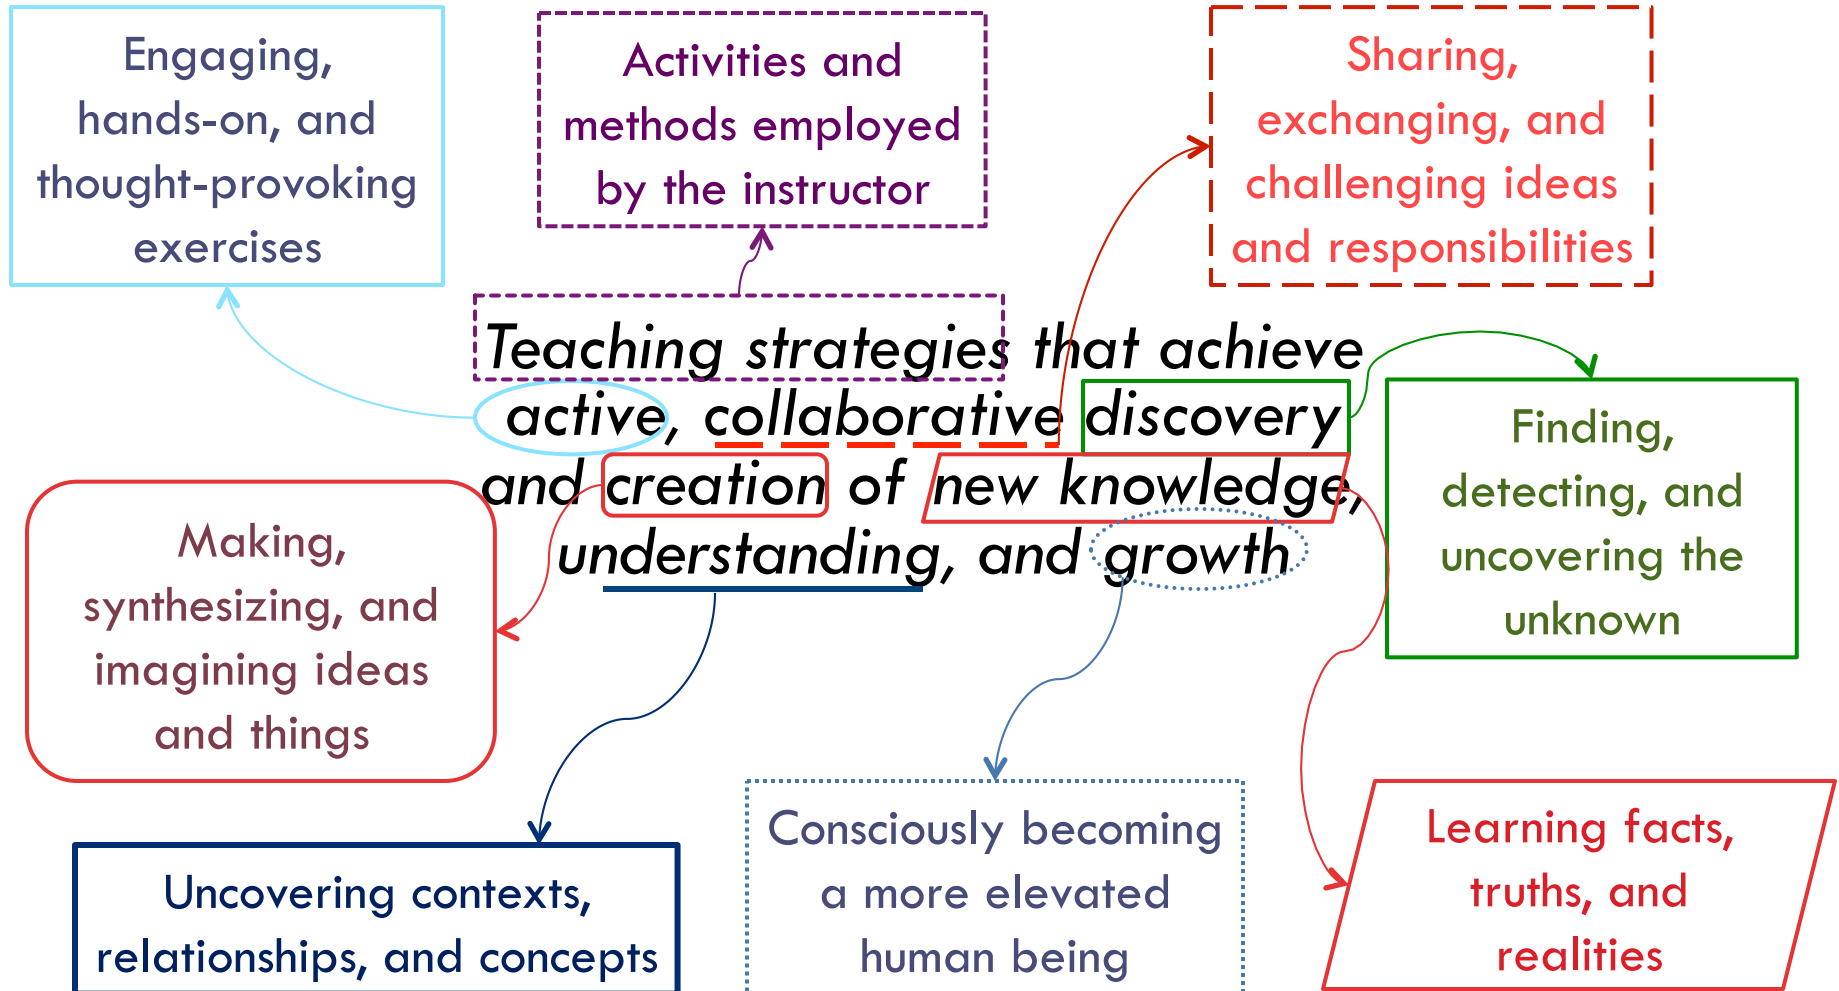 Engaging,
hands-on, and
thought-provoking
exercises
Activities and
methods employed
by the instructor
Sharing,
exchanging, and
challenging ideas
and responsibilities
Teaching strategies that achieve
active, collaborative discovery
and creation of new knowledge,
understanding, and growth
Finding,
detecting, and
uncovering the
unknown
Making,
synthesizing, and
imagining ideas
and things
Uncovering contexts,
relationships, and concepts
Consciously becoming
a more elevated
human being
Learning facts,
truths, and
realities